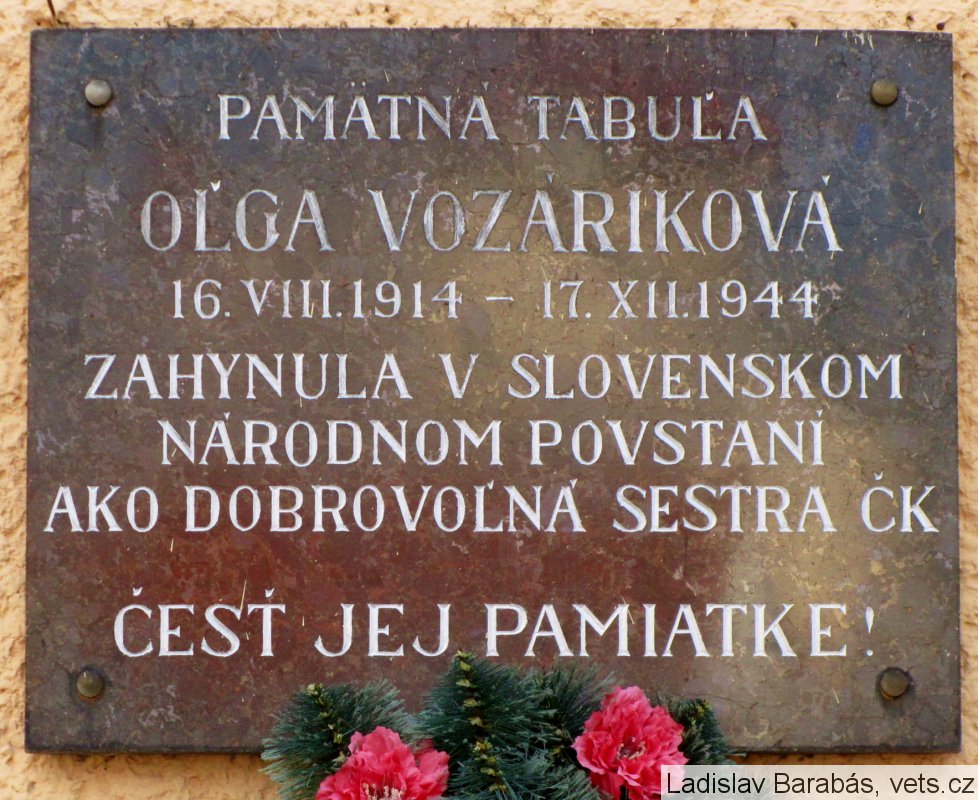 PAMÄTNÁ TABUĽA
OĽGA VOZÁRIKOVÁ
16.VIII.1914 – 17.XII.1944
ZAHYNULA V SLOVENSKOM
NÁRODNOM POVSTANÍ
AKO DOBROVOĽNÁ SESTRA ČK
ČESŤ JEJ PAMIATKE!
Ladislav Barabás, vets.cz